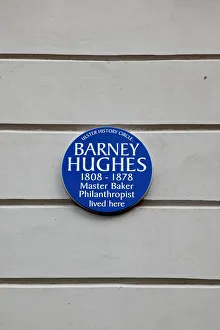 ULSTER HISTORY CIRCLE
BARNEY
HUGHES
1808 - 1878
Master Baker
Philanthropist
lived here